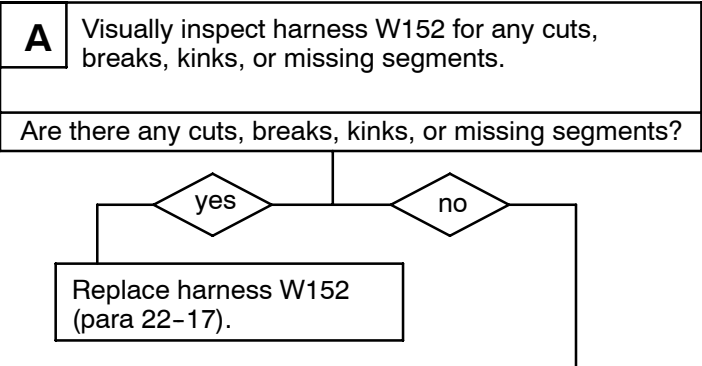 A
Visually inspect harness W152 for any cuts,
breaks, kinks, or missing segments.
Are there any cuts, breaks, kinks, or missing segments?
yes
no
Replace harness W152
(para 22-17).